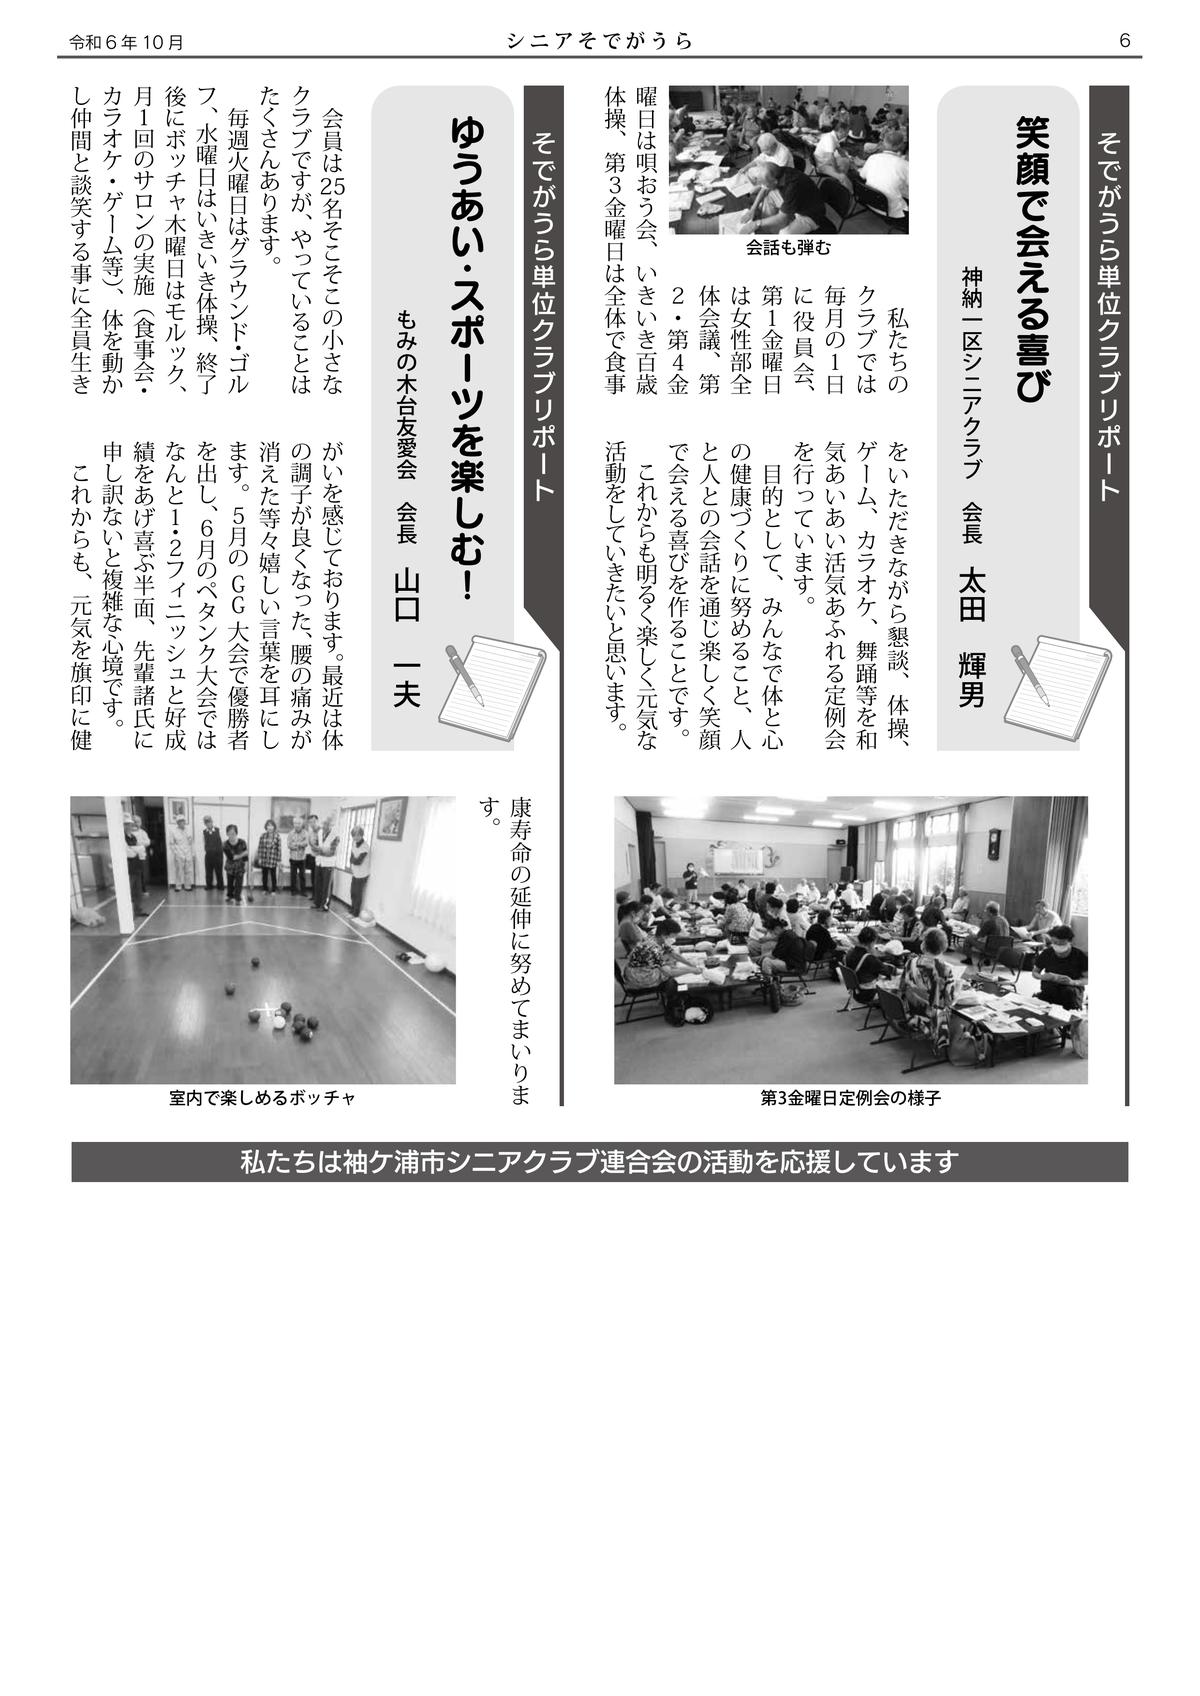 令和６年10月
シニアそでがうら
6
そでがうら単位クラブリポート
笑顔で会える喜び
神納一区シニアクラブ　会長　太田　輝男
会話も弾む
私たちの
クラブでは
毎月の１日
に役員会、
第１金曜日
は女性部全
体会議、第
２・第４金
曜日は唄おう会、いきいき百歳
体操、第３金曜日は全体で食事
をいただきながら懇談、体操、
ゲーム、カラオケ、舞踊等を和
気あいあい活気あふれる定例会
を行っています。
目的として、みんなで体と心
の健康づくりに努めること、人
と人との会話を通じ楽しく笑顔
で会える喜びを作ることです。
これからも明るく楽しく元気な
活動をしていきたいと思います。
第3金曜日定例会の様子
そでがうら単位クラブリポート
ゆうあい・スポーツを楽しむ！
もみの木台友愛会　会長　山口　一夫
会員は25名そこそこの小さな
クラブですが、やっていることは
たくさんあります。
毎週火曜日はグラウンド・ゴル
フ、水曜日はいきいき体操、終了
後にボッチャ木曜日はモルック、
月１回のサロンの実施（食事会・
カラオケ・ゲーム等）、体を動か
し仲間と談笑する事に全員生き
がいを感じております。最近は体
の調子が良くなった、腰の痛みが
消えた等々嬉しい言葉を耳にし
ます。５月のＧＧ大会で優勝者
を出し、６月のペタンク大会では
なんと１・２フィニッシュと好成
績をあげ喜ぶ半面、先輩諸氏に
申し訳ないと複雑な心境です。
これからも、元気を旗印に健
康寿命の延伸に努めてまいりま
す。
室内で楽しめるボッチャ
私たちは袖ケ浦市シニアクラブ連合会の活動を応援しています